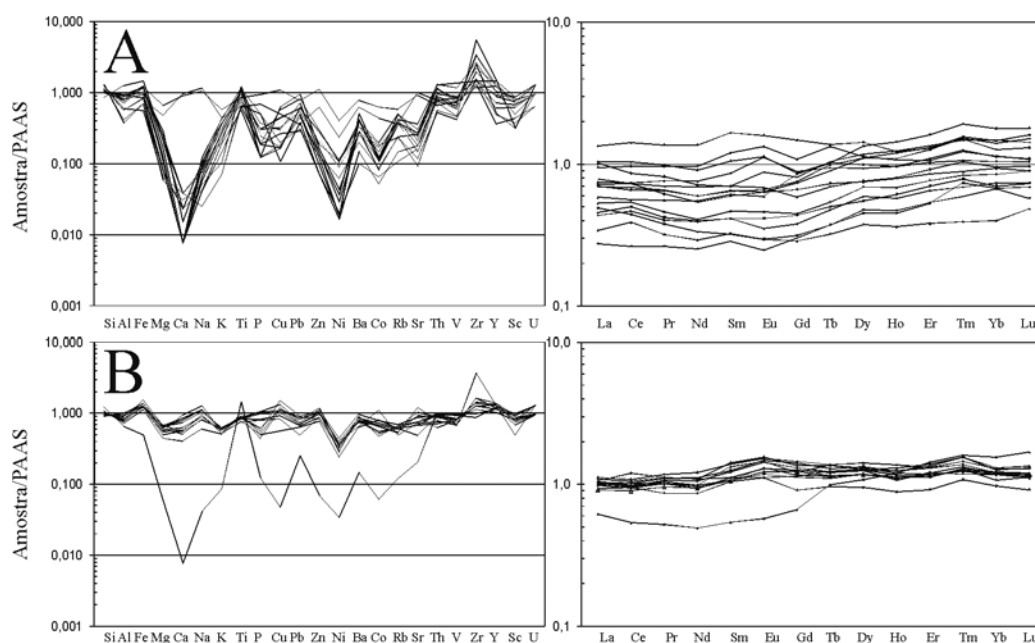 A
Amostra/PAAS
10,000
1,000
0,100
0,010
0,001
Si Al Fe Mg Ca Na K Ti P Cu Pb Zn Ni Ba Co Rb Sr Th V Zr Y Sc U
10,0
1,0
0,1
La Ce Pr Nd Sm Eu Gd Tb Dy Ho Er Tm Yb Lu
B
Amostra/PAAS
10,000
1,000
0,100
0,010
0,001
Si Al Fe Mg Ca Na K Ti P Cu Pb Zn Ni Ba Co Rb Sr Th V Zr Y Sc U
10,0
1,0
0,1
La Ce Pr Nd Sm Eu Gd Tb Dy Ho Er Tm Yb Lu